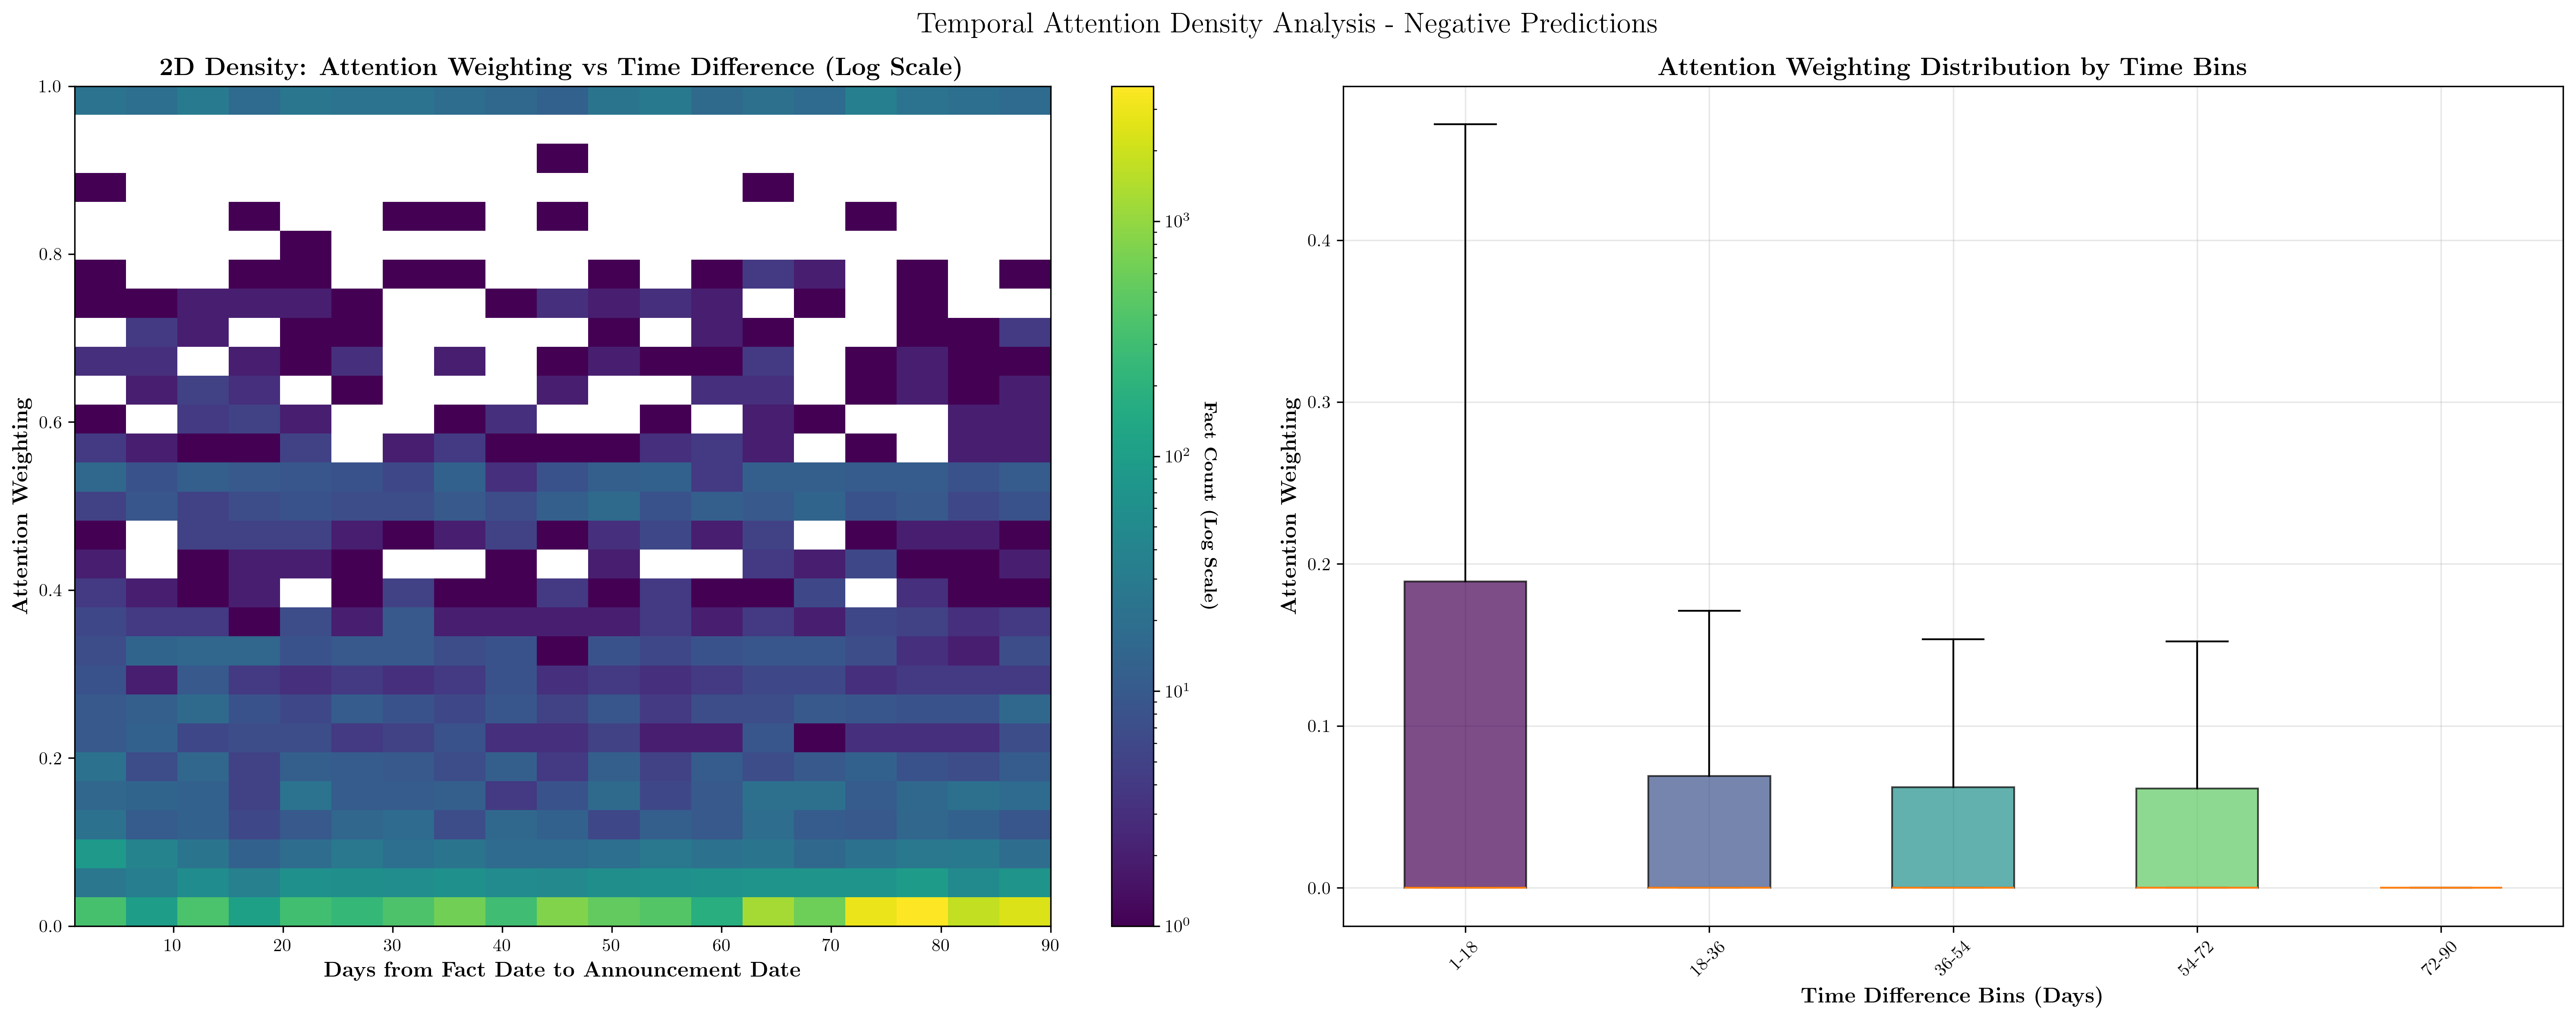 Temporal Attention Density Analysis - Negative Predictions
2D Density: Attention Weighting vs Time Difference (Log Scale)
Attention Weighting
1.0
0.8
0.6
0.4
0.2
0.0
10 20 30 40 50 60 70 80 90
Days from Fact Date to Announcement Date
10³
10²
10¹
10⁰
Fact Count (Log Scale)
Attention Weighting Distribution by Time Bins
Attention Weighting
0.4
0.3
0.2
0.1
0.0
1-18 18-36 36-54 54-72 72-90
Time Difference Bins (Days)